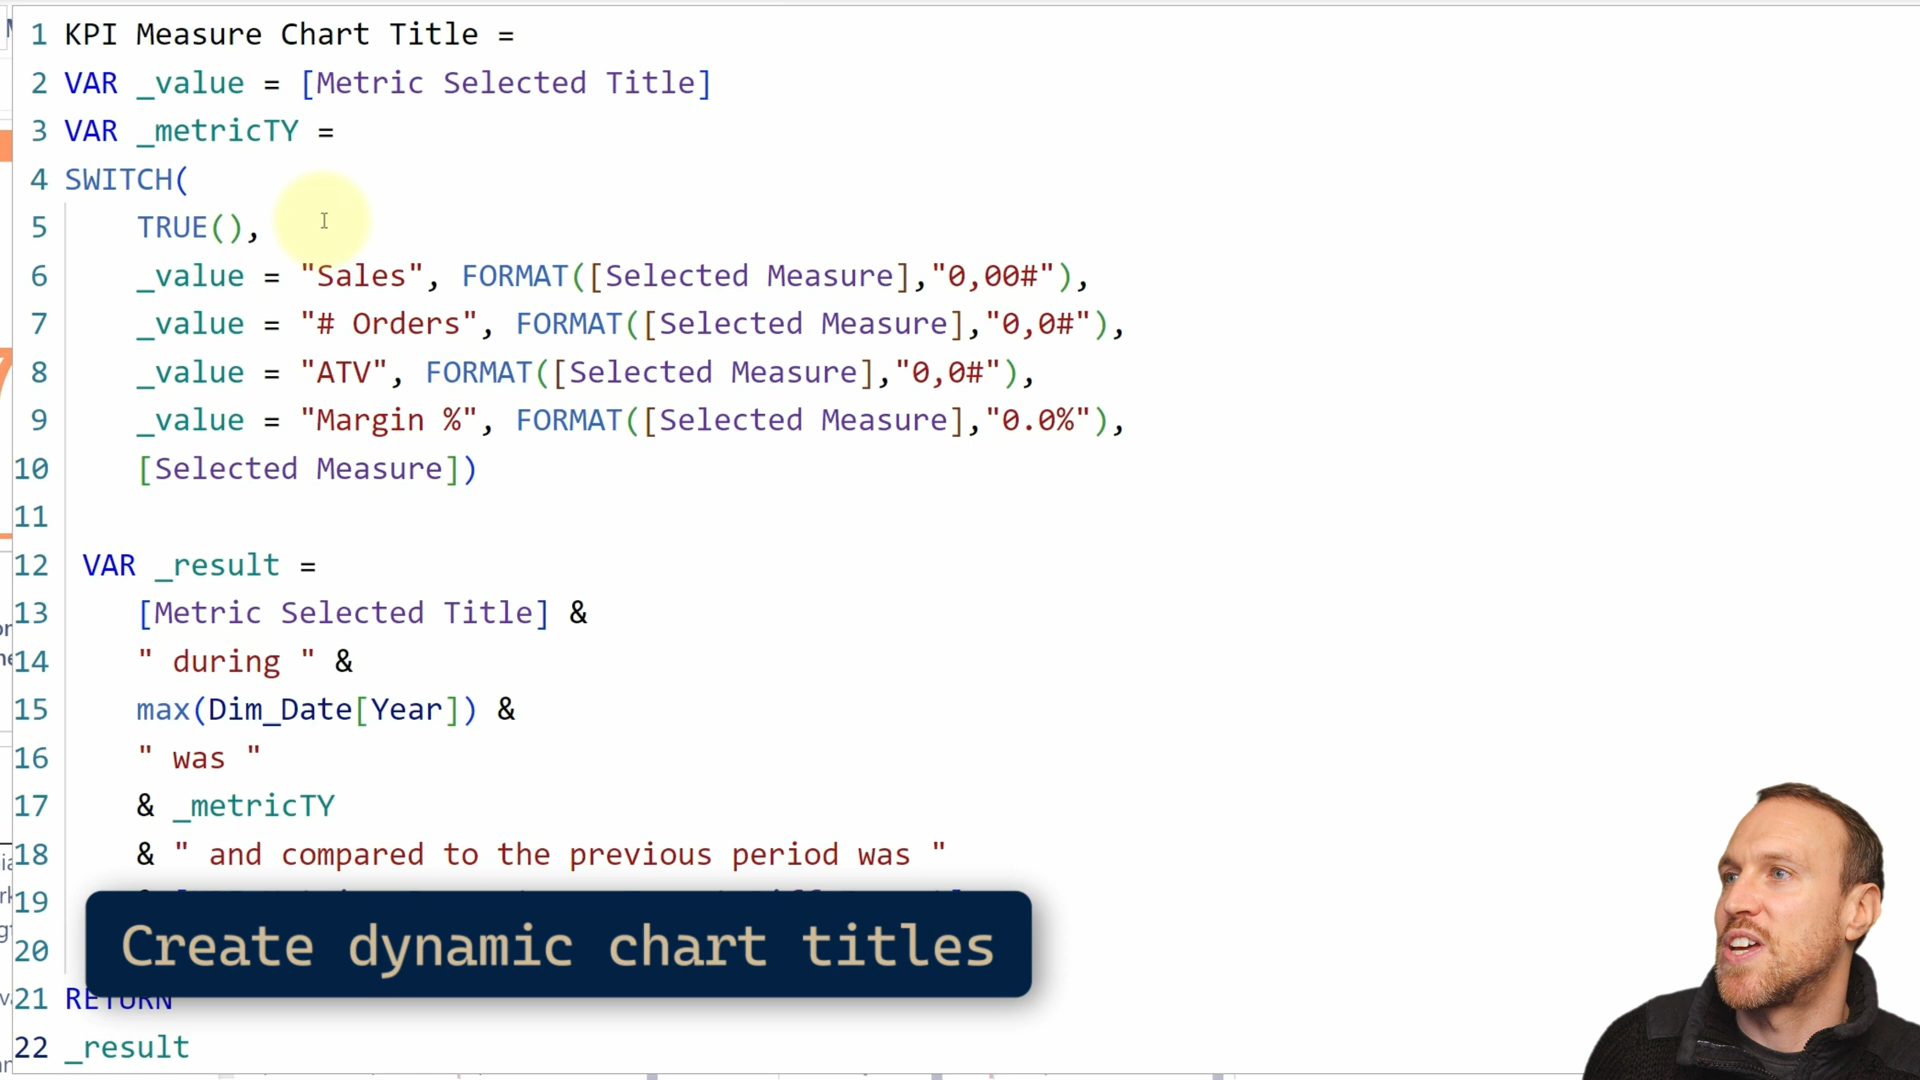 1 KPI Measure Chart Title =
2 VAR _value = [Metric Selected Title]
3 VAR _metricTY =
4 SWITCH(
5 TRUE(),
6 _value = "Sales", FORMAT([Selected Measure],"0,00#"),
7 _value = "# Orders", FORMAT([Selected Measure],"0,0#"),
8 _value = "ATV", FORMAT([Selected Measure],"0,0#"),
9 _value = "Margin %", FORMAT([Selected Measure],"0.0%"),
10 [Selected Measure])
11
12 VAR _result =
13 [Metric Selected Title] &
14 " during " &
15 max(Dim_Date[Year]) &
16 " was "
17 & _metricTY
18 & " and compared to the previous period was "
19
20
Create dynamic chart titles
21 RETURN
22 _result